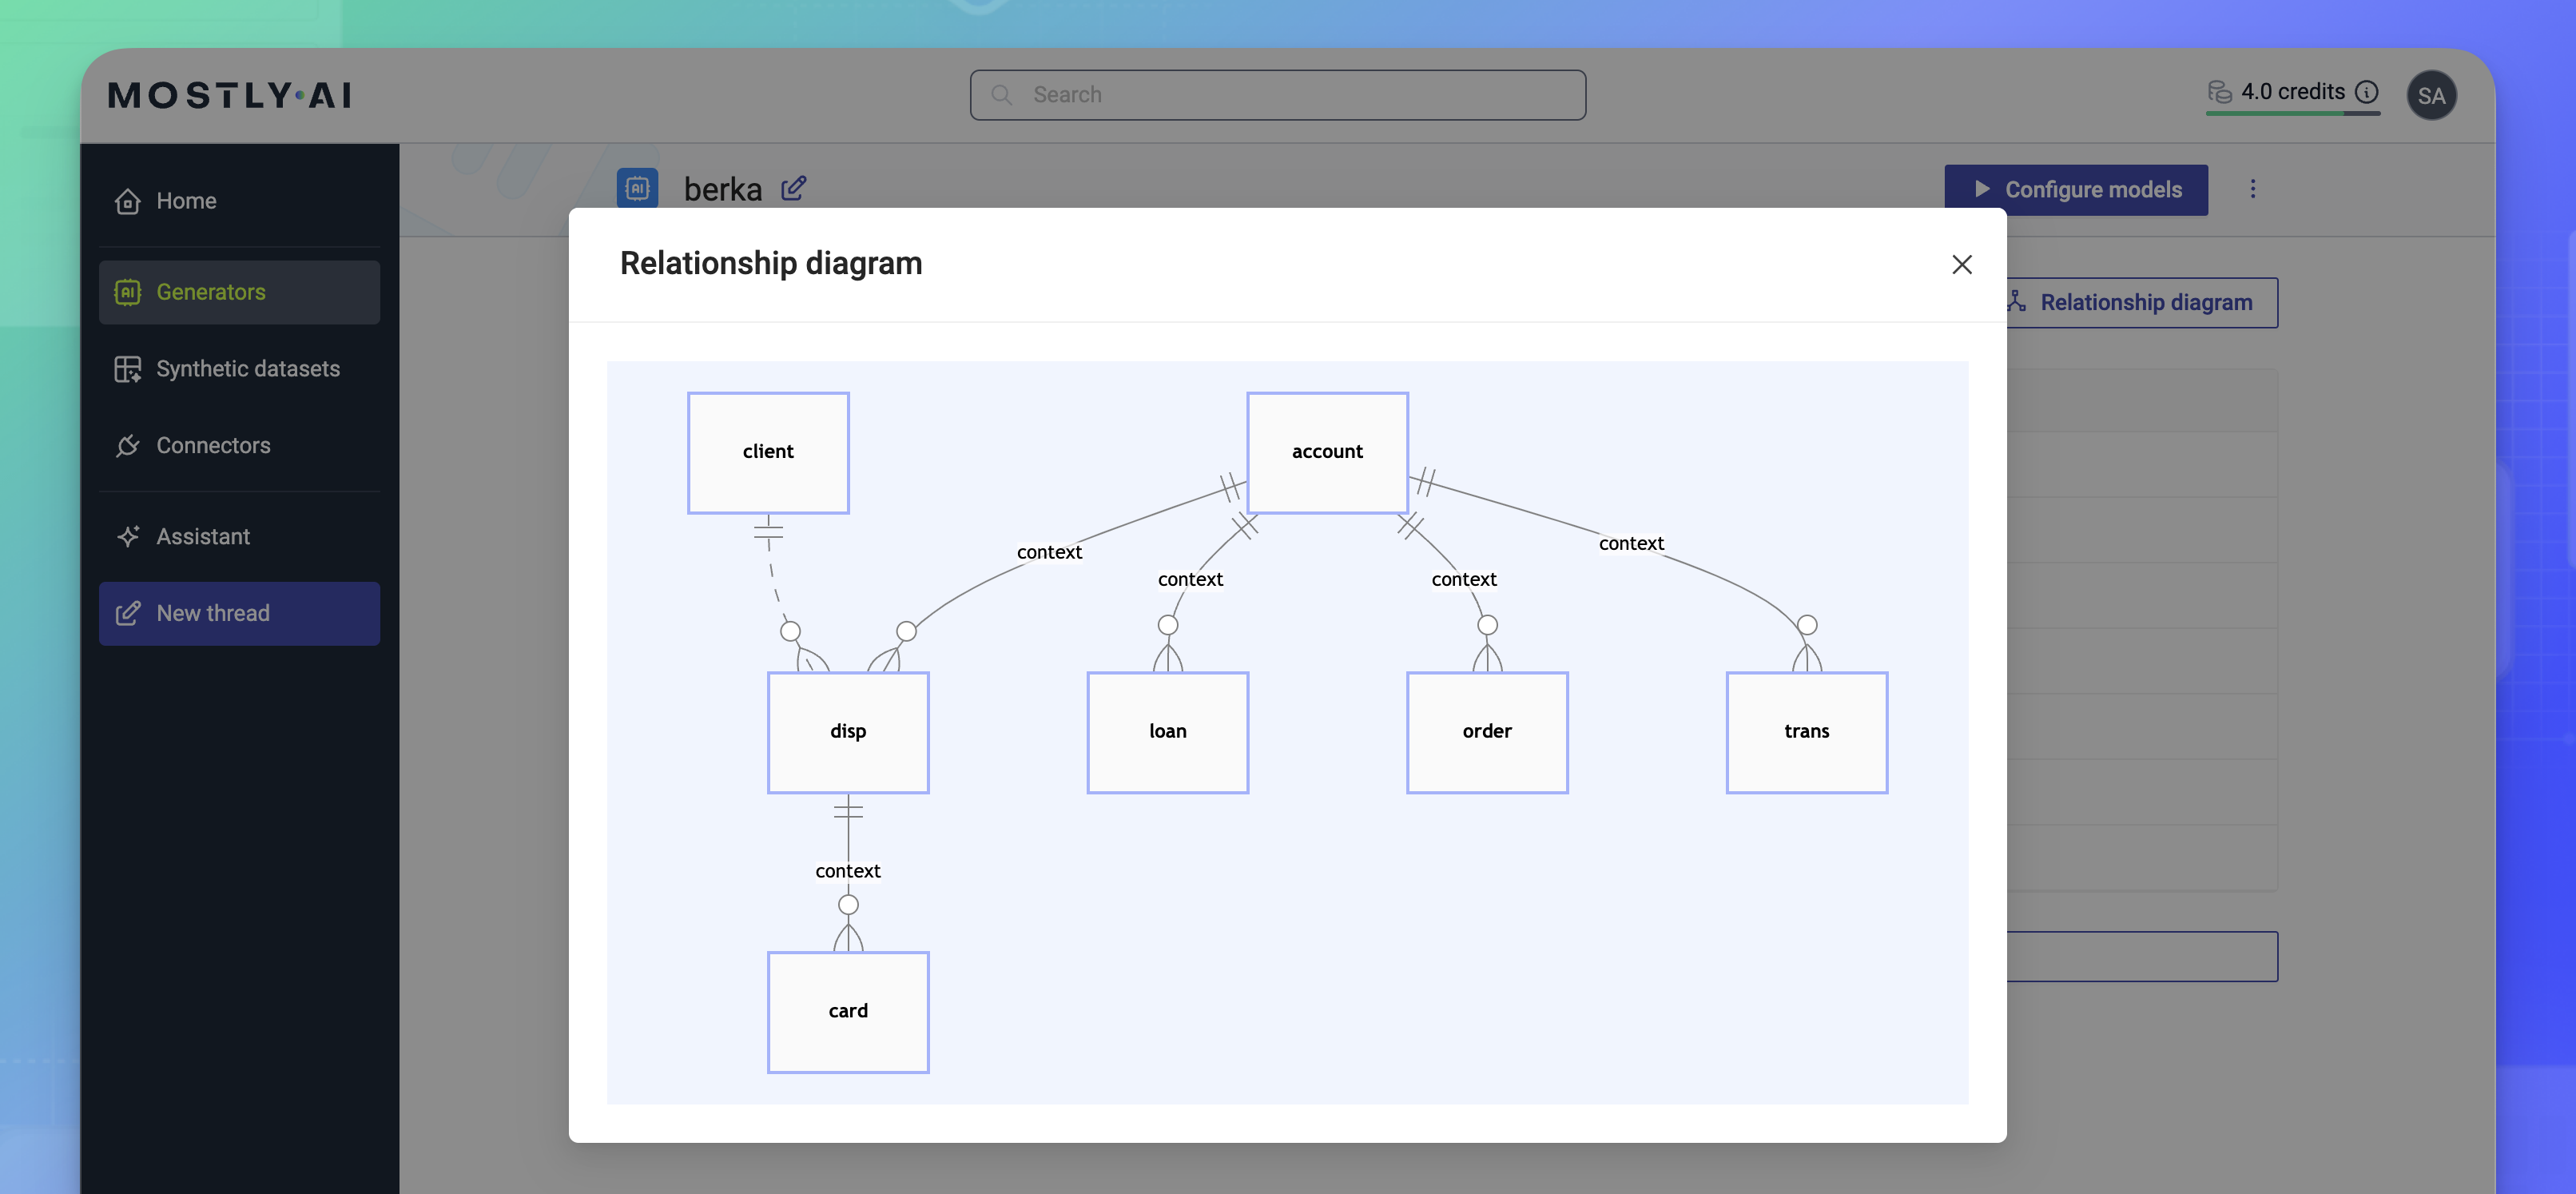 MOSTLY·AI
Search
4.0 credits
SA
Home
Generators
Synthetic datasets
Connectors
Assistant
New thread
AI
berka
Configure models
Relationship diagram
Relationship diagram
client
account
context
context
context
context
disp
loan
order
trans
context
card